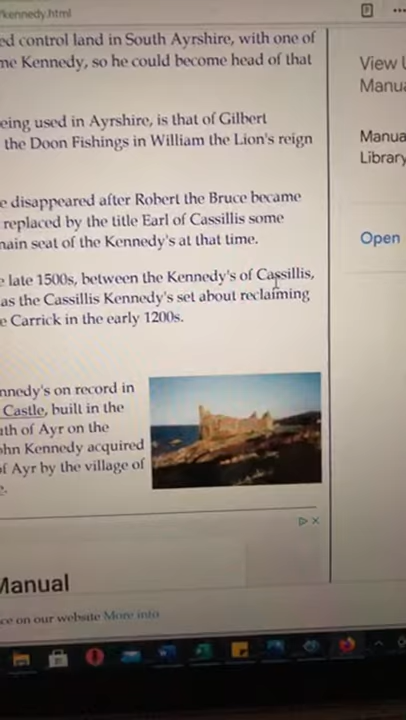 /kennedy.html
ed control land in South Ayrshire, with one of
me Kennedy, so he could become head of that
View
Manua
eing used in Ayrshire, is that of Gilbert
the Doon Fishings in William the Lion's reign
Manua
Library
e disappeared after Robert the Bruce became
replaced by the title Earl of Cassillis some
main seat of the Kennedy's at that time.
Open
e late 1500s, between the Kennedy's of Cassillis,
as the Cassillis Kennedy's set about reclaiming
e Carrick in the early 1200s.
nnedy's on record in
Castle, built in the
uth of Ayr on the
ohn Kennedy acquired
of Ayr by the village of
e.
Manual
ce on our website More info